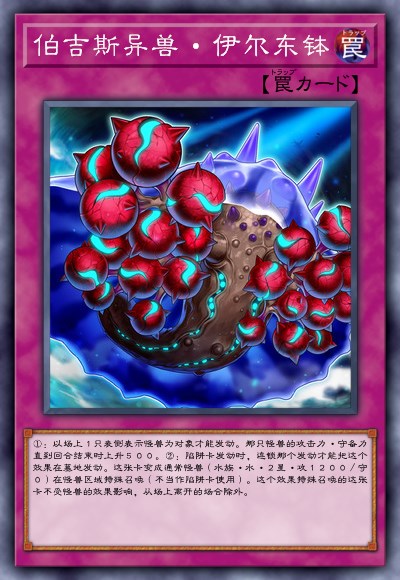 伯吉斯异兽・伊尔东钵 罠
トラップ
【罠カード】
トラップ
①：以场上1只表侧表示怪兽为对象才能发动。那只怪兽的攻击力・守备力
直到回合结束时上升500。②：陷阱卡发动时，连锁那个发动才能把这个
效果在墓地发动。这张卡变成通常怪兽（水族・水・2星・攻1200／守
0）在怪兽区域特殊召唤（不当作陷阱卡使用）。这个效果特殊召唤的这张
卡不受怪兽的效果影响，从场上离开的场合除外。